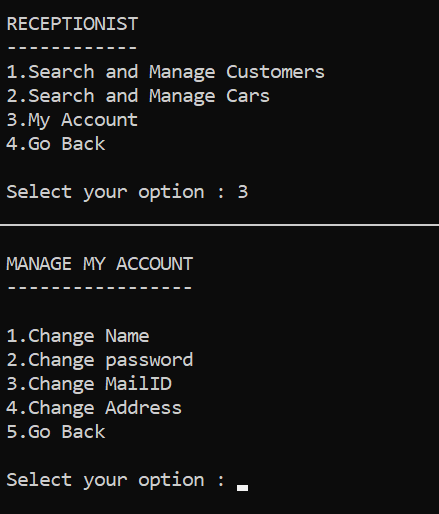 RECEPTIONIST
------------
1.Search and Manage Customers
2.Search and Manage Cars
3.My Account
4.Go Back
Select your option : 3
MANAGE MY ACCOUNT
-----------------
1.Change Name
2.Change password
3.Change MailID
4.Change Address
5.Go Back
Select your option :